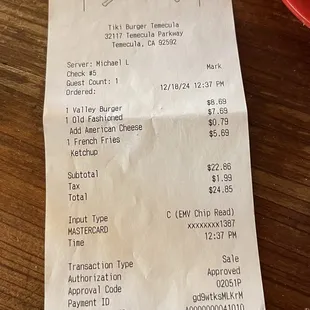 Tiki Burger Temecula
32117 Temecula Parkway
Temecula, CA 92592
Server: Michael L
Check #5 Mark
Guest Count: 1
Ordered: 12/18/24 12:37 PM
1 Valley Burger $8.69
1 Old Fashioned $7.69
Add American Cheese $0.79
1 French Fries $5.69
Ketchup
Subtotal $22.86
Tax $1.99
Total $24.85
Input Type C (EMV Chip Read)
MASTERCARD xxxxxxxx1387
Time 12:37 PM
Transaction Type Sale
Authorization Approved
Approval Code 02051P
Payment ID gd9wtksMLKrM